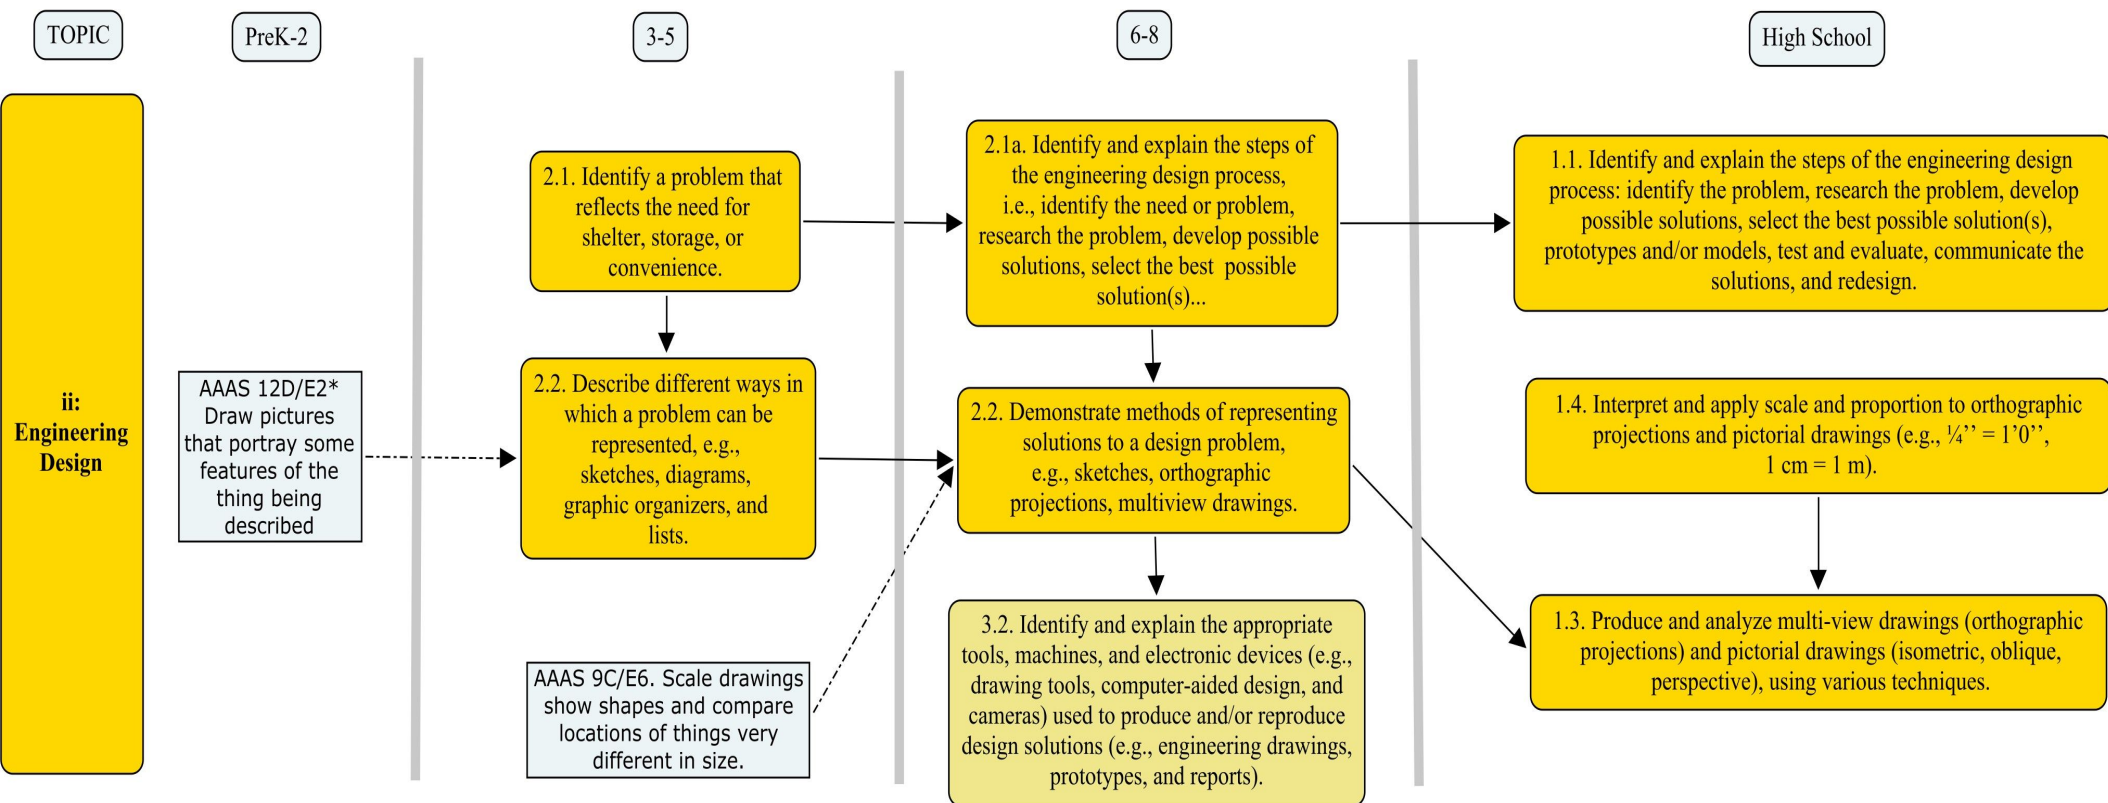 TOPIC
PreK-2
3-5
6-8
High School
ii:
Engineering
Design
AAAS 12D/E2*
Draw pictures
that portray some
features of the
thing being
described
2.1. Identify a problem that
reflects the need for
shelter, storage, or
convenience.
2.2. Describe different ways in
which a problem can be
represented, e.g.,
sketches, diagrams,
graphic organizers, and
lists.
AAAS 9C/E6. Scale drawings
show shapes and compare
locations of things very
different in size.
2.1a. Identify and explain the steps of
the engineering design process,
i.e., identify the need or problem,
research the problem, develop possible
solutions, select the best  possible
solution(s)...
2.2. Demonstrate methods of representing
solutions to a design problem,
e.g., sketches, orthographic
projections, multiview drawings.
3.2. Identify and explain the appropriate
tools, machines, and electronic devices (e.g.,
drawing tools, computer-aided design, and
cameras) used to produce and/or reproduce
design solutions (e.g., engineering drawings,
prototypes, and reports).
1.1. Identify and explain the steps of the engineering design
process: identify the problem, research the problem, develop
possible solutions, select the best possible solution(s),
prototypes and/or models, test and evaluate, communicate the
solutions, and redesign.
1.4. Interpret and apply scale and proportion to orthographic
projections and pictorial drawings (e.g., ¼’’ = 1’0’’,
1 cm = 1 m).
1.3. Produce and analyze multi-view drawings (orthographic
projections) and pictorial drawings (isometric, oblique,
perspective), using various techniques.